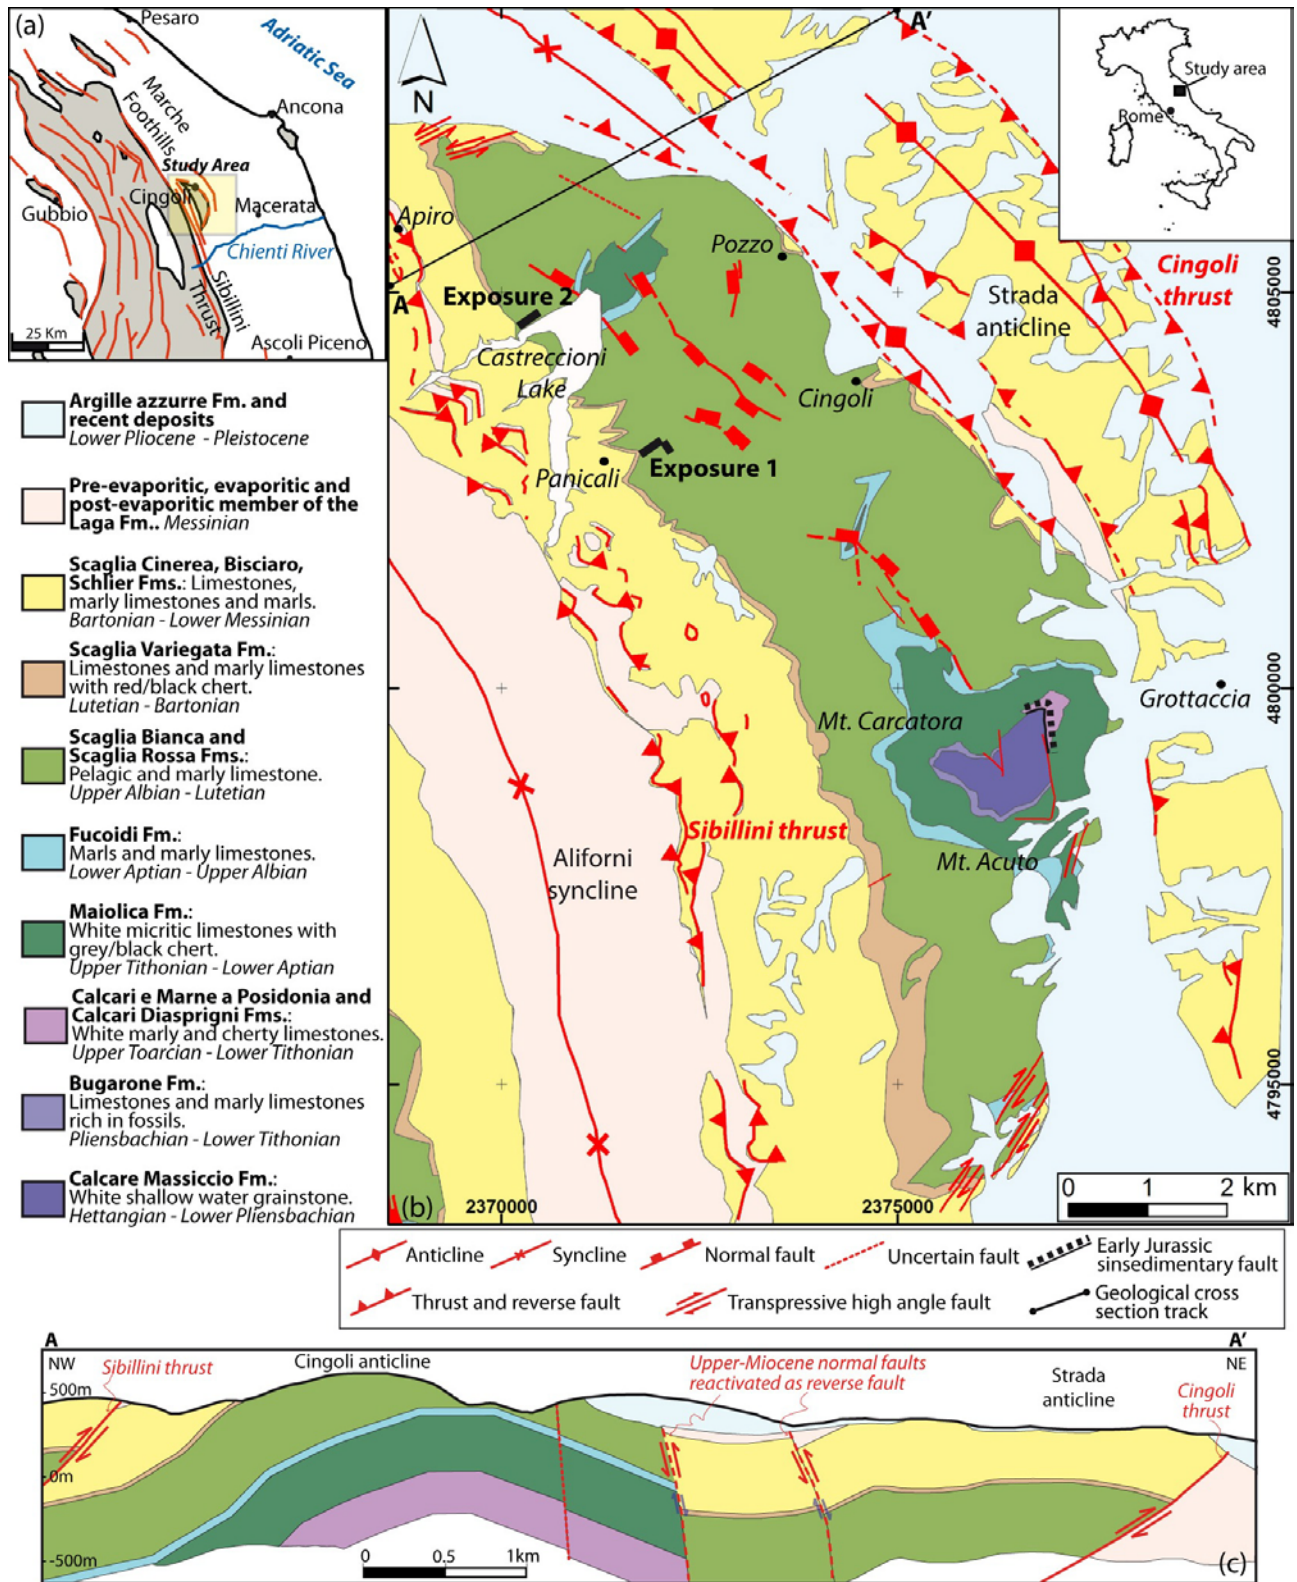 (a)
Pesaro
Adriatic Sea
Marche
Foothills
Ancona
Study Area
Cingoli
Gubbio
Macerata
Chienti River
Sibillini
Thrust
25 Km
Ascoli Piceno
A'
N
Study area
Rome
Apiro
Pozzo
A
Exposure 2
Castreccioni
Lake
Cingoli
thrust
Strada
anticline
4805000
Cingoli
Panicali
Exposure 1
4800000
Grottaccia
Mt. Carcatora
Sibillini thrust
Aliforni
syncline
Mt. Acuto
4795000
(b)
2370000
2375000
0 1 2 km
Argille azzurre Fm. and
recent deposits
Lower Pliocene - Pleistocene
Pre-evaporitic, evaporitic and
post-evaporitic member of the
Laga Fm.. Messinian
Scaglia Cinerea, Bisciaro,
Schlier Fms.: Limestones,
marly limestones and marls.
Bartonian - Lower Messinian
Scaglia Variegata Fm.:
Limestones and marly limestones
with red/black chert.
Lutetian - Bartonian
Scaglia Bianca and
Scaglia Rossa Fms.:
Pelagic and marly limestone.
Upper Albian - Lutetian
Fucoidi Fm.:
Marls and marly limestones.
Lower Aptian - Upper Albian
Maiolica Fm.:
White micritic limestones with
grey/black chert.
Upper Tithonian - Lower Aptian
Calcari e Marne a Posidonia and
Calcari Diasprigni Fms.:
White marly and cherty limestones.
Upper Toarcian - Lower Tithonian
Bugarone Fm.:
Limestones and marly limestones
rich in fossils.
Pliensbachian - Lower Tithonian
Calcare Massiccio Fm.:
White shallow water grainstone.
Hettangian - Lower Pliensbachian
Anticline
Syncline
Normal fault
Uncertain fault
Early Jurassic
sinsedimentary fault
Thrust and reverse fault
Transpressive high angle fault
Geological cross
section track
A
A'
NW
Sibillini thrust
Cingoli anticline
Upper-Miocene normal faults
reactivated as reverse fault
Strada
anticline
NE
Cingoli
thrust
500m
0m
-500m
0 0.5 1km
(c)